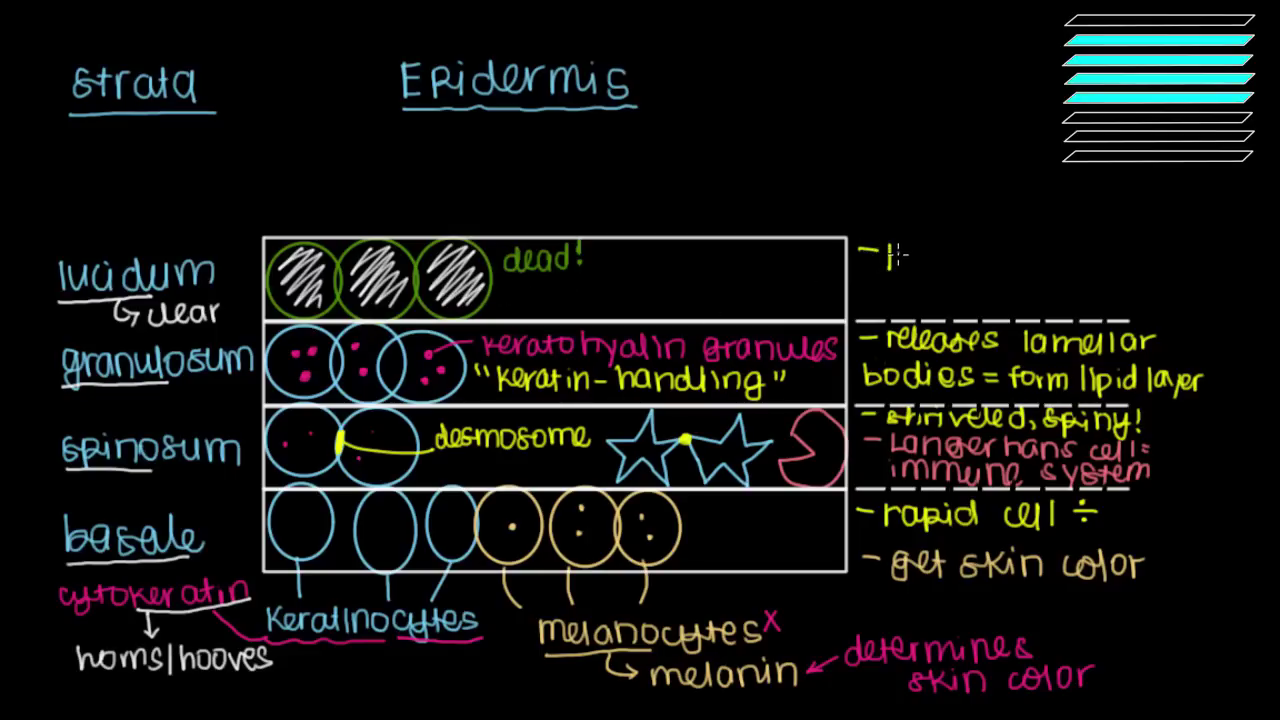 strata
Epidermis
lucidum
clear
dead!
-
granulosum
keratohyalin granules
"keratin-handling"
- releases lamellar
bodies = form lipid layer
spinosum
desmosome
- shriveled, spiny!
- Langerhans cell =
immune system
basale
- rapid cell ÷
- get skin color
cytokeratin
horns/hooves
keratinocytes
melanocytes x
melanin
determines
skin color